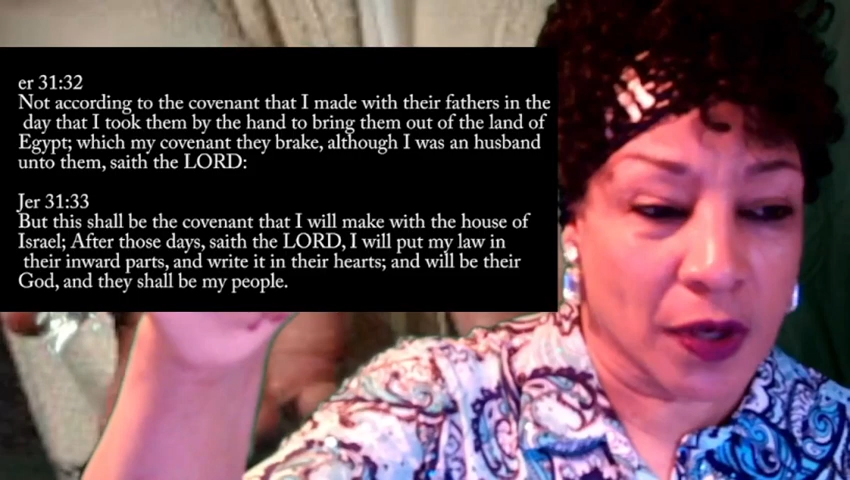 er 31:32
Not according to the covenant that I made with their fathers in the
day that I took them by the hand to bring them out of the land of
Egypt; which my covenant they brake, although I was an husband
unto them, saith the LORD:
Jer 31:33
But this shall be the covenant that I will make with the house of
Israel; After those days, saith the LORD, I will put my law in
their inward parts, and write it in their hearts; and will be their
God, and they shall be my people.